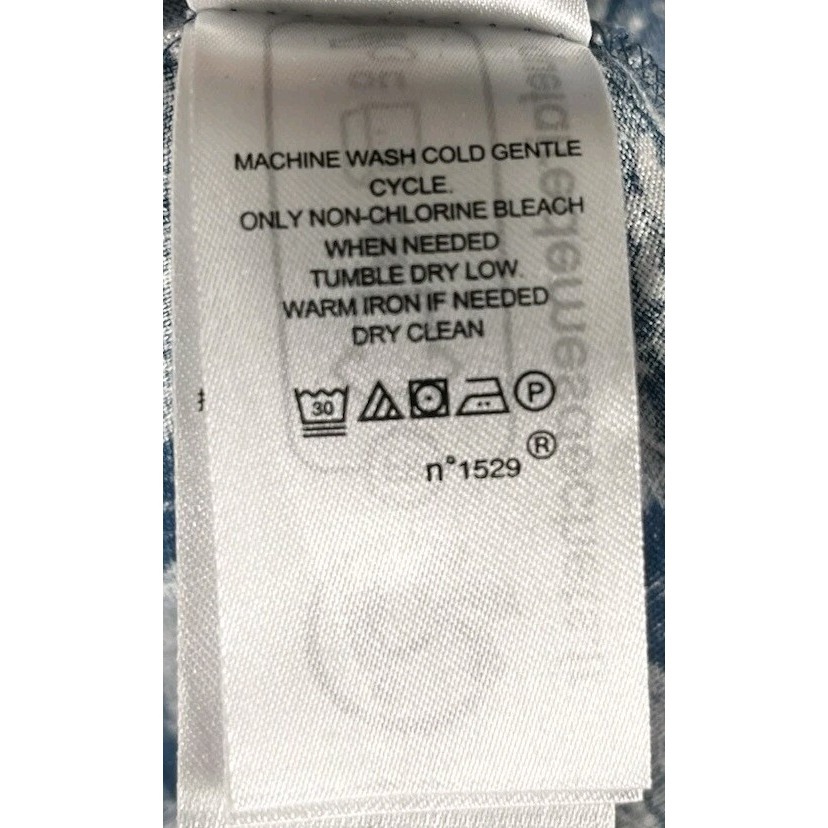 MACHINE WASH COLD GENTLE
CYCLE.
ONLY NON-CHLORINE BLEACH
WHEN NEEDED
TUMBLE DRY LOW.
WARM IRON IF NEEDED
DRY CLEAN
30 P
n°1529®